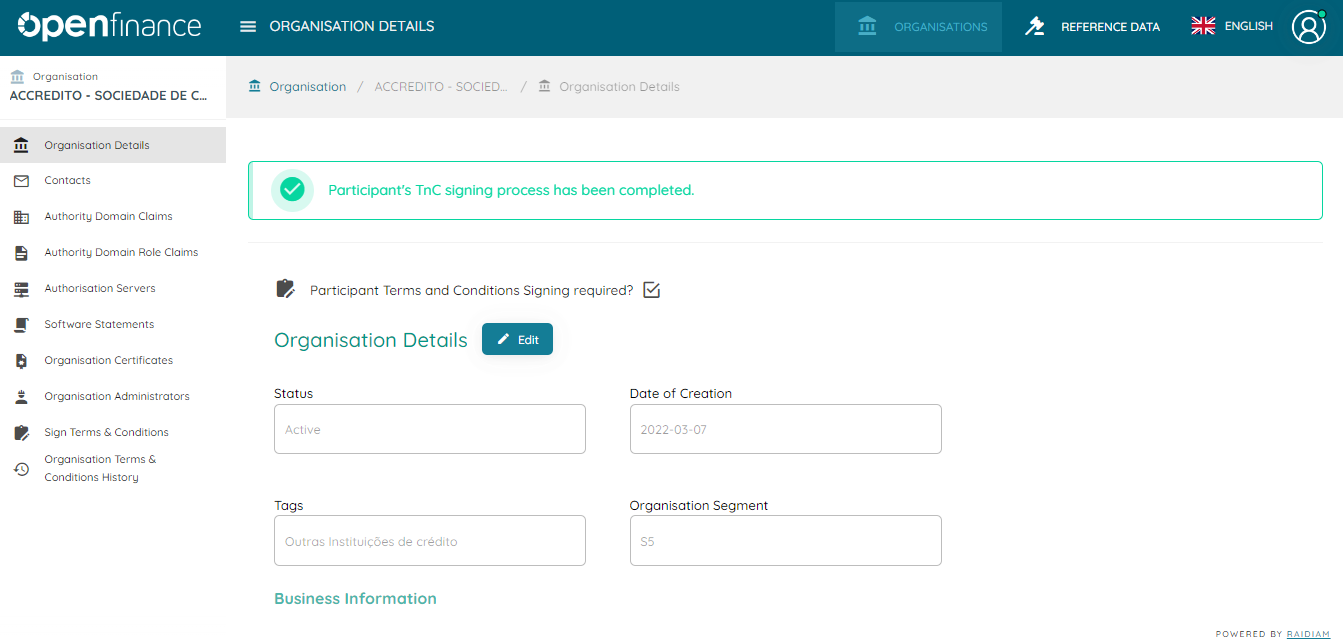 openfinance
ORGANISATION DETAILS
ORGANISATIONS
REFERENCE DATA
ENGLISH
Organisation
ACCREDITO - SOCIEDADE DE C...
Organisation / ACCREDITO - SOCIED... / Organisation Details
Organisation Details
Contacts
Authority Domain Claims
Authority Domain Role Claims
Authorisation Servers
Software Statements
Organisation Certificates
Organisation Administrators
Sign Terms & Conditions
Organisation Terms &
Conditions History
Participant's TnC signing process has been completed.
Participant Terms and Conditions Signing required?
Organisation Details
Edit
Status
Date of Creation
Active
2022-03-07
Tags
Organisation Segment
Outras Instituições de crédito
S5
Business Information
POWERED BY RAIDIAM